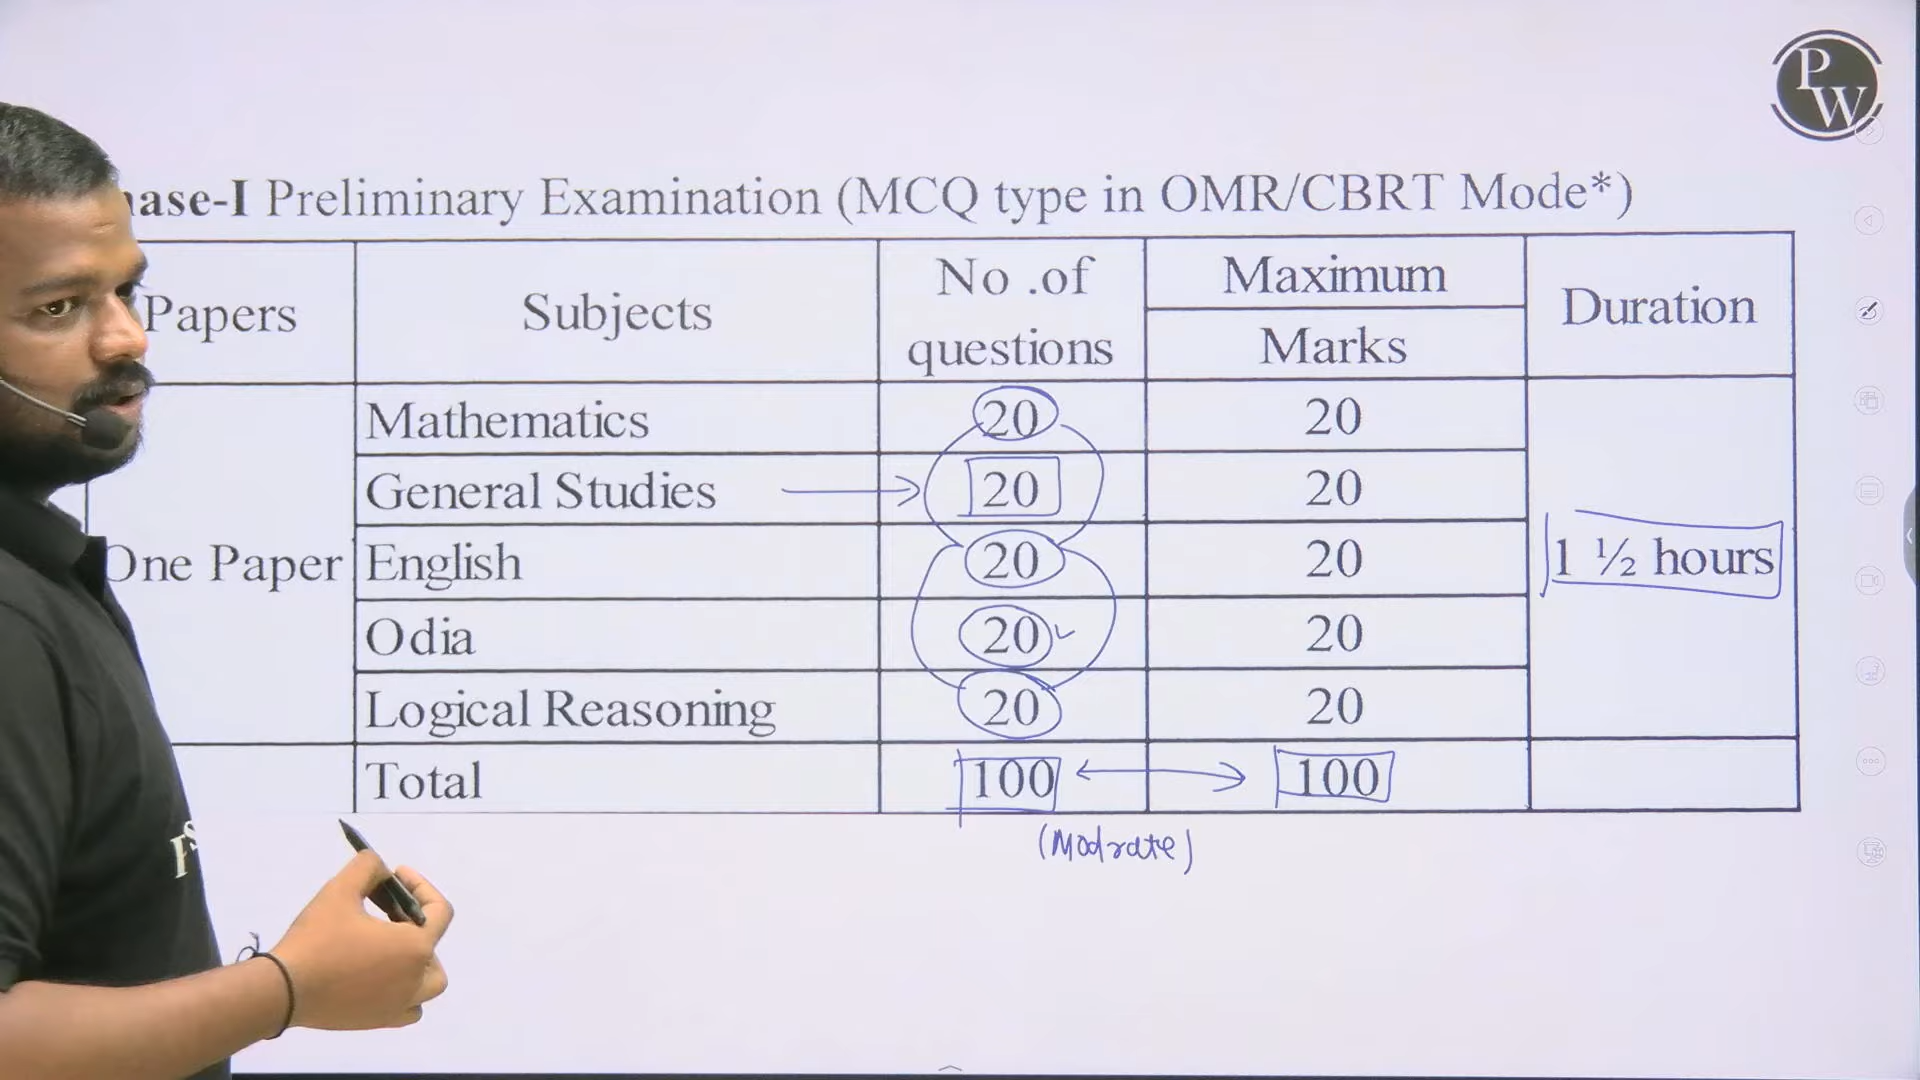 PW
hase-I Preliminary Examination (MCQ type in OMR/CBRT Mode*)
Papers Subjects No .of questions Maximum Marks Duration
Mathematics 20 20
General Studies 20 20
One Paper English 20 20 1 ½ hours
Odia 20 20
Logical Reasoning 20 20
Total 100 100
(Modrate)